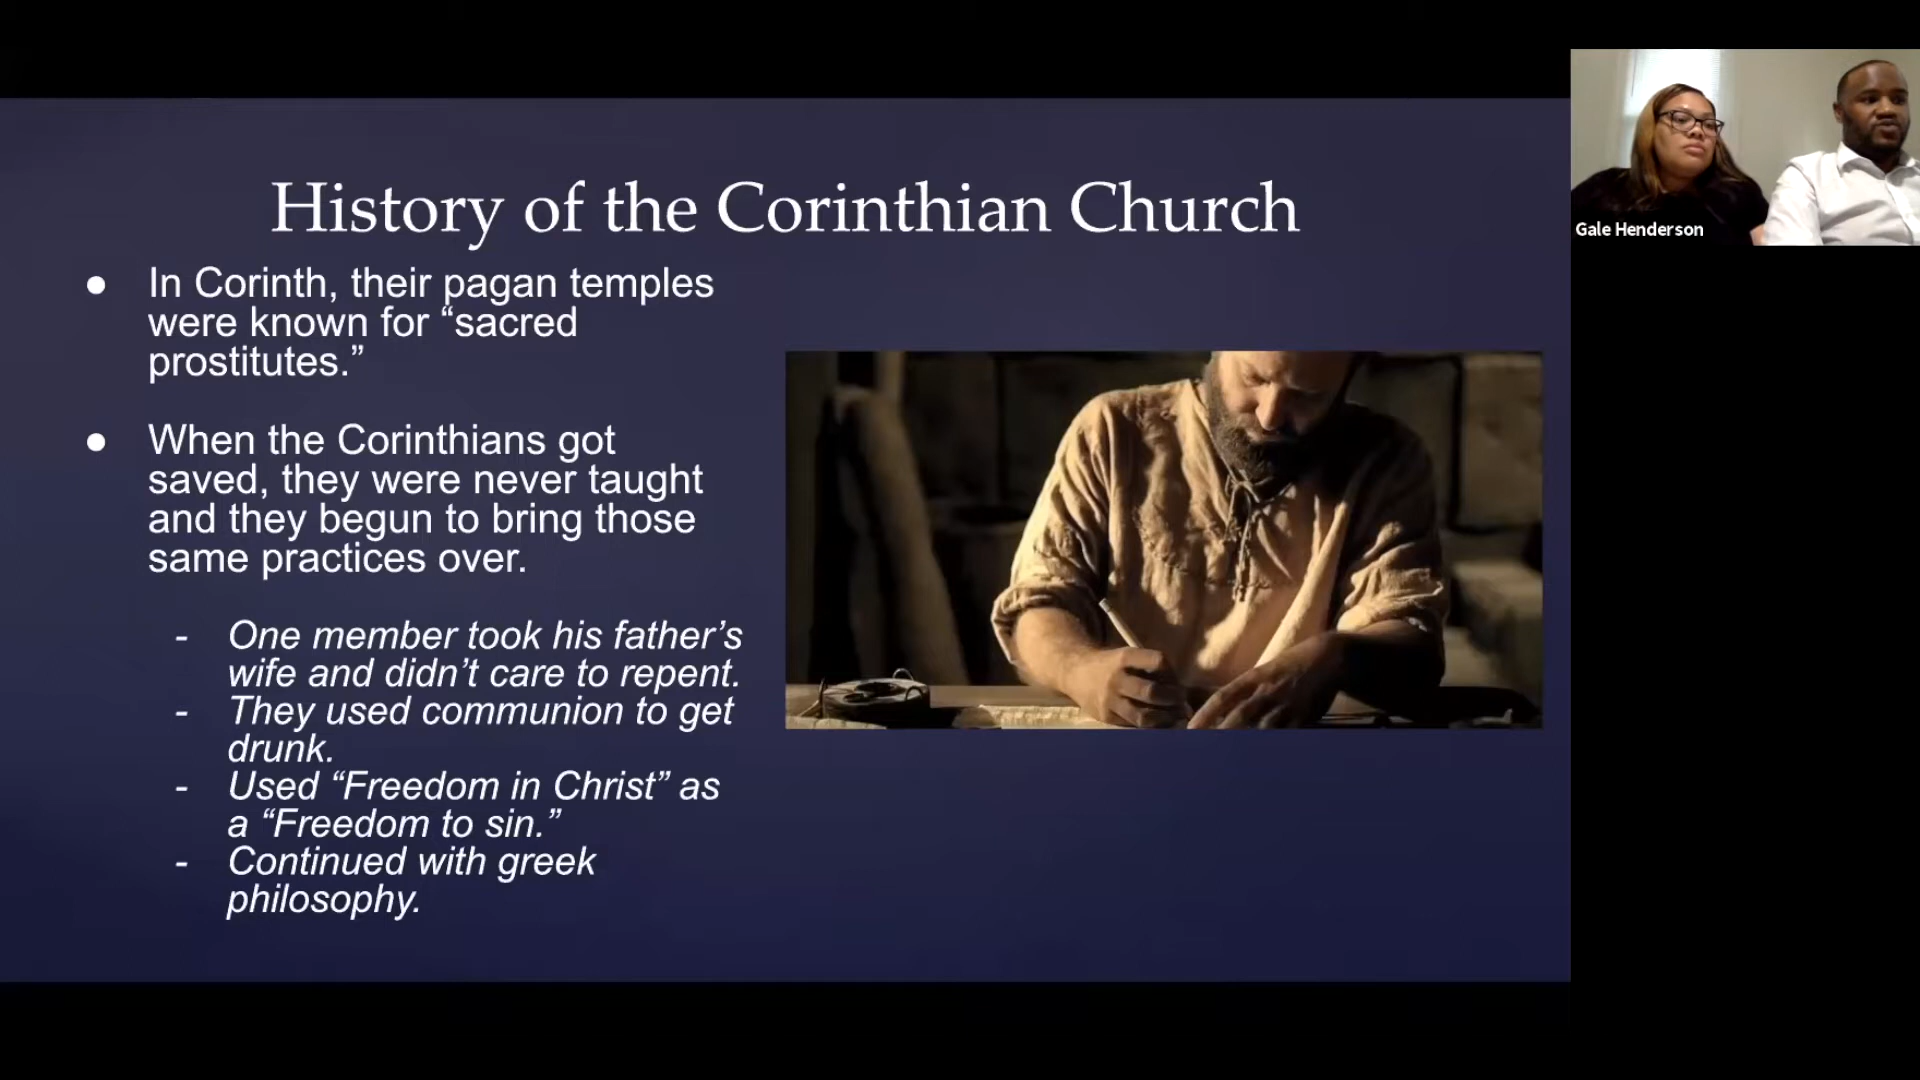 History of the Corinthian Church
● In Corinth, their pagan temples
were known for “sacred
prostitutes.”
● When the Corinthians got
saved, they were never taught
and they begun to bring those
same practices over.
- One member took his father’s
wife and didn’t care to repent.
- They used communion to get
drunk.
- Used “Freedom in Christ” as
a “Freedom to sin.”
- Continued with greek
philosophy.
Gale Henderson